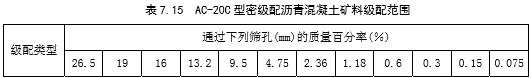 表7.15 AC-20C型密级配沥青混凝土矿料级配范围
级配类型
通过下列筛孔(mm)的质量百分率(%)
26.5 19 16 13.2 9.5 4.75 2.36 1.18 0.6 0.3 0.15 0.075